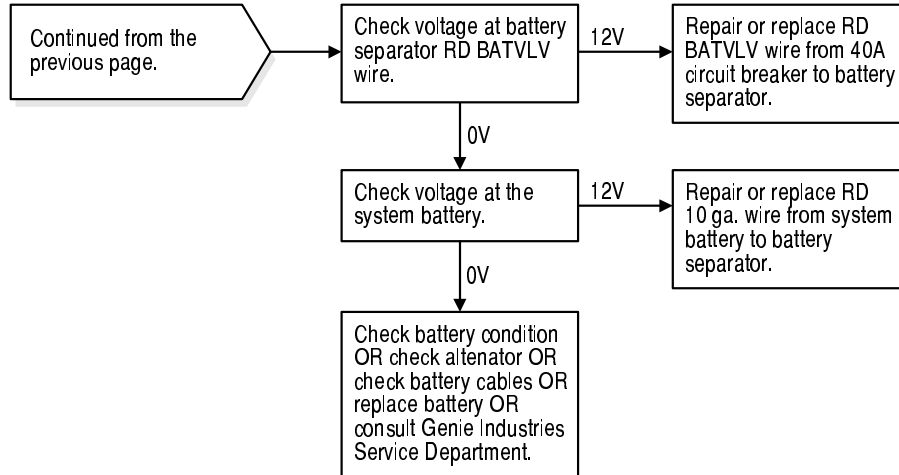 Continued from the
previous page.
Check voltage at battery
separator RD BATVLV
wire.
12V
Repair or replace RD
BATVLV wire from 40A
circuit breaker to battery
separator.
0V
Check voltage at the
system battery.
12V
Repair or replace RD
10 ga. wire from system
battery to battery
separator.
0V
Check battery condition
OR check altenator OR
check battery cables OR
replace battery OR
consult Genie Industries
Service Department.